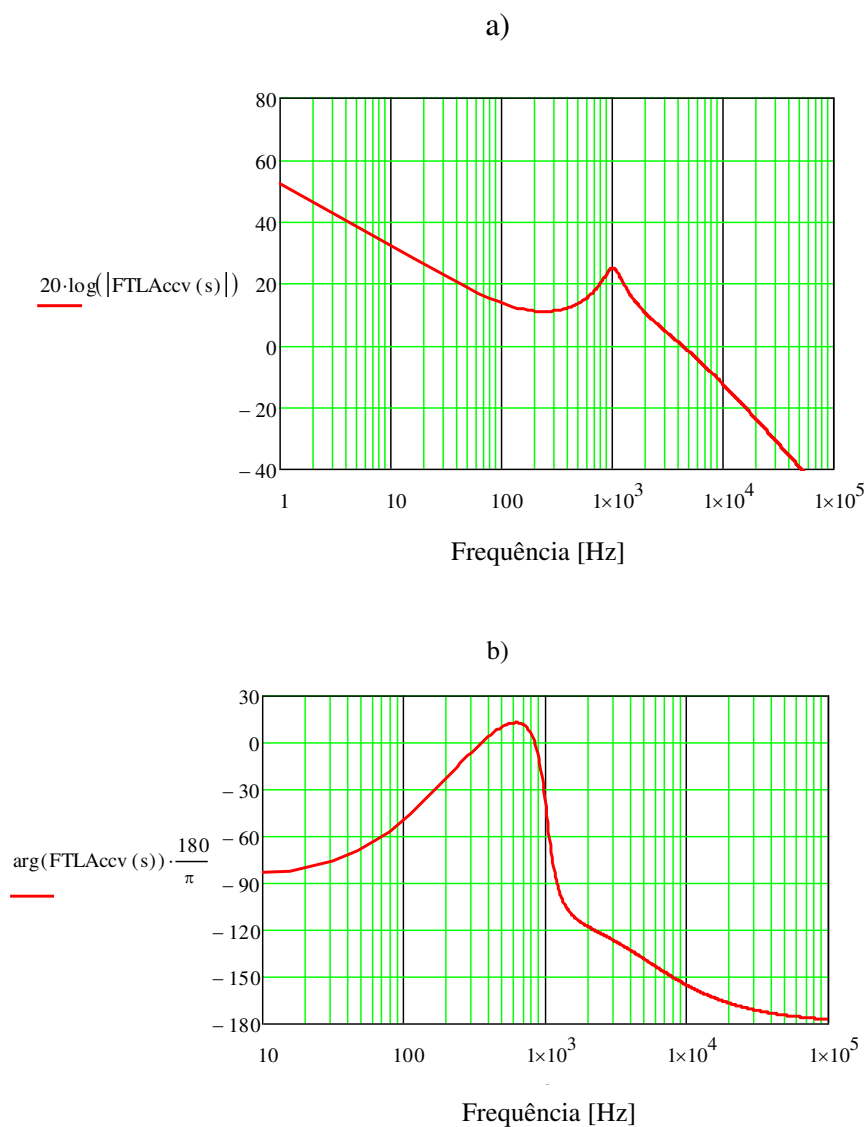 a)
80
60
40
20
0
− 20
− 40
20·log(|FTLAccv (s)|)
1 10 100 1×10³ 1×10⁴ 1×10⁵
Frequência [Hz]
b)
30
0
− 30
− 60
− 90
− 120
− 150
− 180
arg(FTLAccv (s))·180/π
10 100 1×10³ 1×10⁴ 1×10⁵
Frequência [Hz]